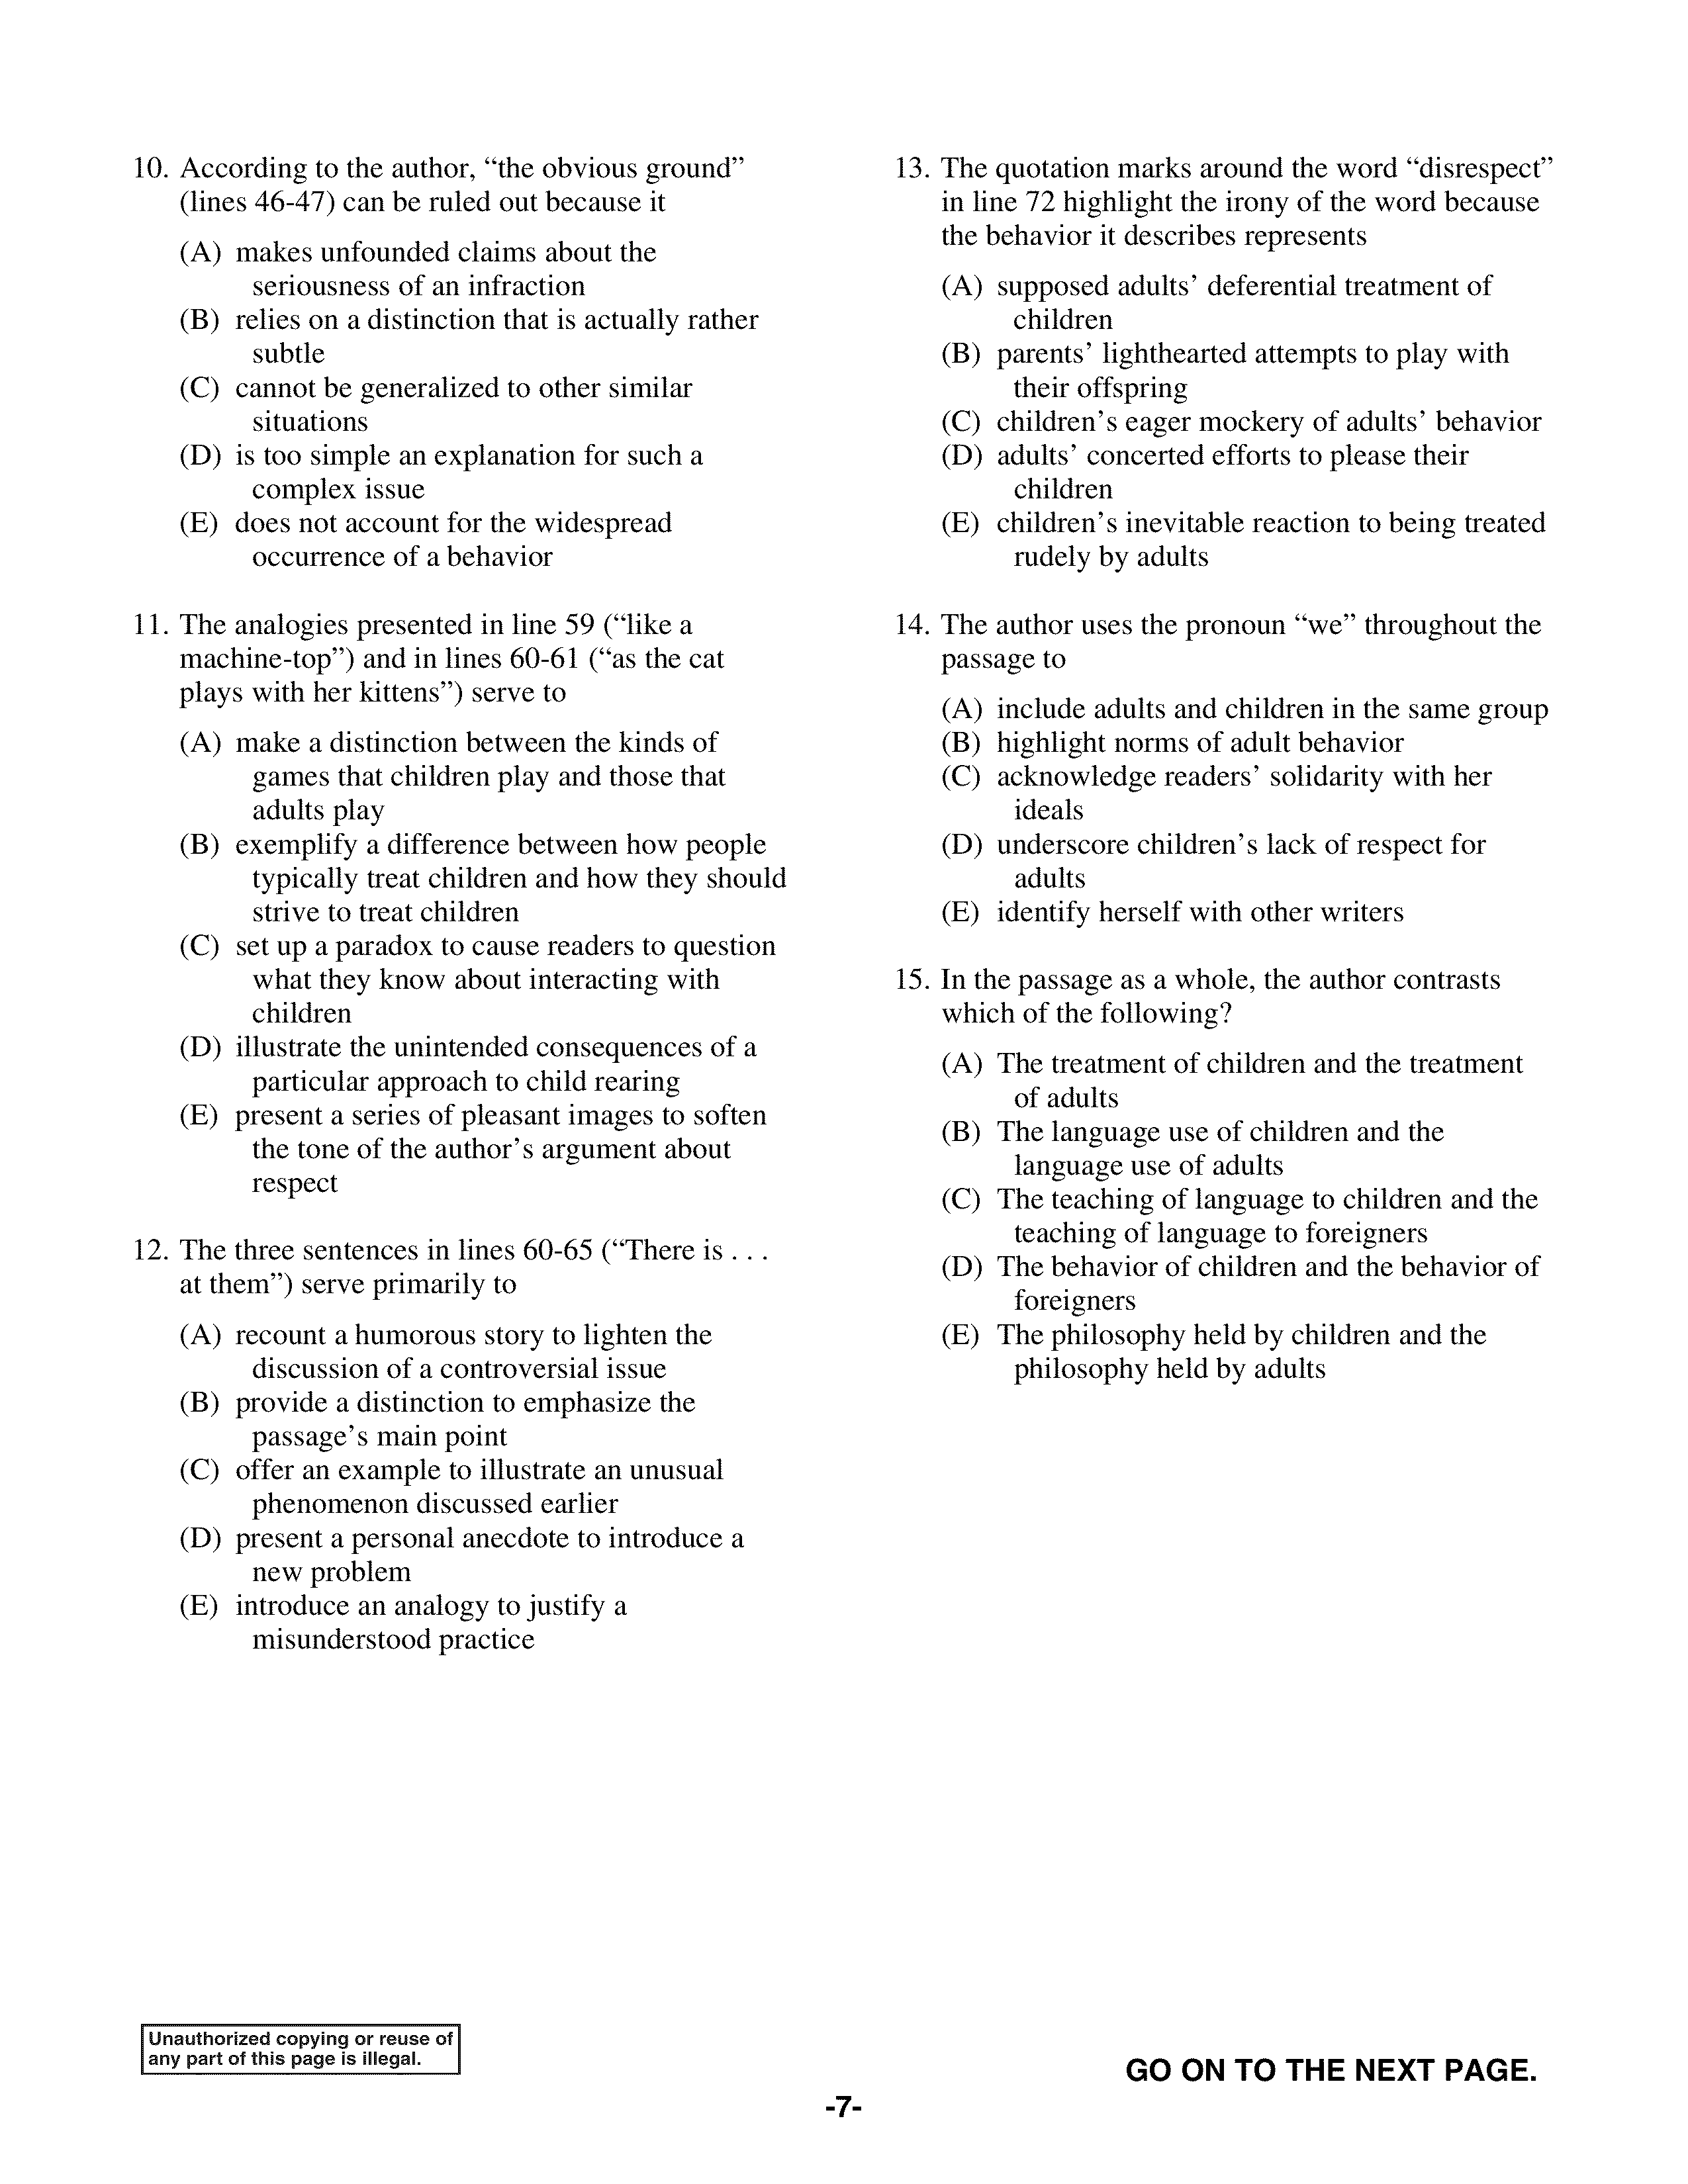 10. According to the author, “the obvious ground”
(lines 46-47) can be ruled out because it
(A) makes unfounded claims about the
seriousness of an infraction
(B) relies on a distinction that is actually rather
subtle
(C) cannot be generalized to other similar
situations
(D) is too simple an explanation for such a
complex issue
(E) does not account for the widespread
occurrence of a behavior
11. The analogies presented in line 59 (“like a
machine-top”) and in lines 60-61 (“as the cat
plays with her kittens”) serve to
(A) make a distinction between the kinds of
games that children play and those that
adults play
(B) exemplify a difference between how people
typically treat children and how they should
strive to treat children
(C) set up a paradox to cause readers to question
what they know about interacting with
children
(D) illustrate the unintended consequences of a
particular approach to child rearing
(E) present a series of pleasant images to soften
the tone of the author’s argument about
respect
12. The three sentences in lines 60-65 (“There is . . .
at them”) serve primarily to
(A) recount a humorous story to lighten the
discussion of a controversial issue
(B) provide a distinction to emphasize the
passage’s main point
(C) offer an example to illustrate an unusual
phenomenon discussed earlier
(D) present a personal anecdote to introduce a
new problem
(E) introduce an analogy to justify a
misunderstood practice
13. The quotation marks around the word “disrespect”
in line 72 highlight the irony of the word because
the behavior it describes represents
(A) supposed adults’ deferential treatment of
children
(B) parents’ lighthearted attempts to play with
their offspring
(C) children’s eager mockery of adults’ behavior
(D) adults’ concerted efforts to please their
children
(E) children’s inevitable reaction to being treated
rudely by adults
14. The author uses the pronoun “we” throughout the
passage to
(A) include adults and children in the same group
(B) highlight norms of adult behavior
(C) acknowledge readers’ solidarity with her
ideals
(D) underscore children’s lack of respect for
adults
(E) identify herself with other writers
15. In the passage as a whole, the author contrasts
which of the following?
(A) The treatment of children and the treatment
of adults
(B) The language use of children and the
language use of adults
(C) The teaching of language to children and the
teaching of language to foreigners
(D) The behavior of children and the behavior of
foreigners
(E) The philosophy held by children and the
philosophy held by adults
Unauthorized copying or reuse of
any part of this page is illegal.
GO ON TO THE NEXT PAGE.
-7-